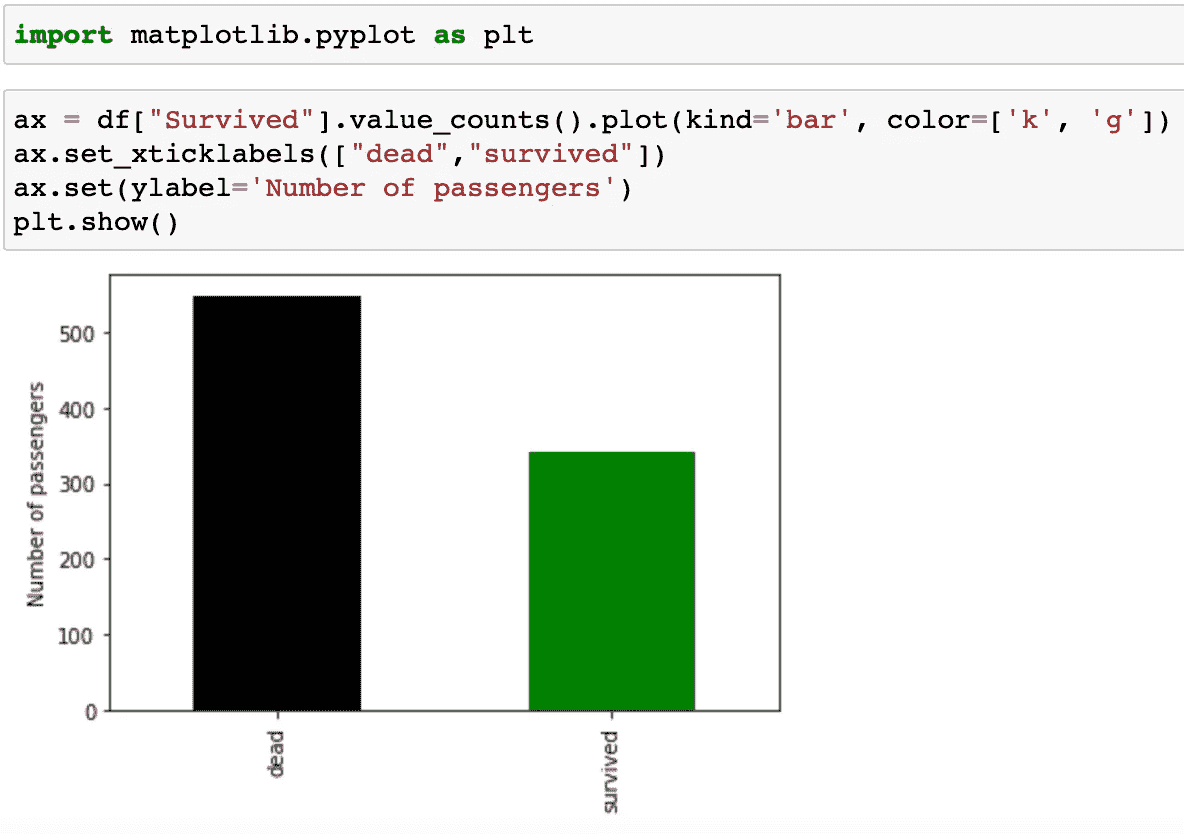 import matplotlib.pyplot as plt
ax = df["Survived"].value_counts().plot(kind='bar', color=['k', 'g'])
ax.set_xticklabels(["dead","survived"])
ax.set(ylabel='Number of passengers')
plt.show()
Number of passengers
500
400
300
200
100
0
dead
survived